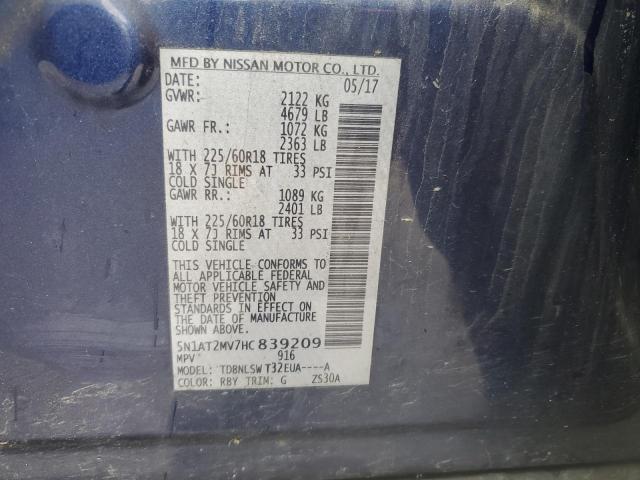 MFD BY NISSAN MOTOR CO., LTD.
DATE: 05/17
GVWR: 2122 KG
4679 LB
GAWR FR.: 1072 KG
2363 LB
WITH 225/60R18 TIRES
18 X 7J RIMS AT 33 PSI
COLD SINGLE
GAWR RR.: 1089 KG
2401 LB
WITH 225/60R18 TIRES
18 X 7J RIMS AT 33 PSI
COLD SINGLE
THIS VEHICLE CONFORMS TO
ALL APPLICABLE FEDERAL
MOTOR VEHICLE SAFETY AND
THEFT PREVENTION
STANDARDS IN EFFECT ON
THE DATE OF MANUFACTURE
SHOWN ABOVE.
5N1AT2MV7HC 839209
MPV 916
MODEL: TDBNLSW T32EUA----A
COLOR: RBY TRIM: G ZS30A